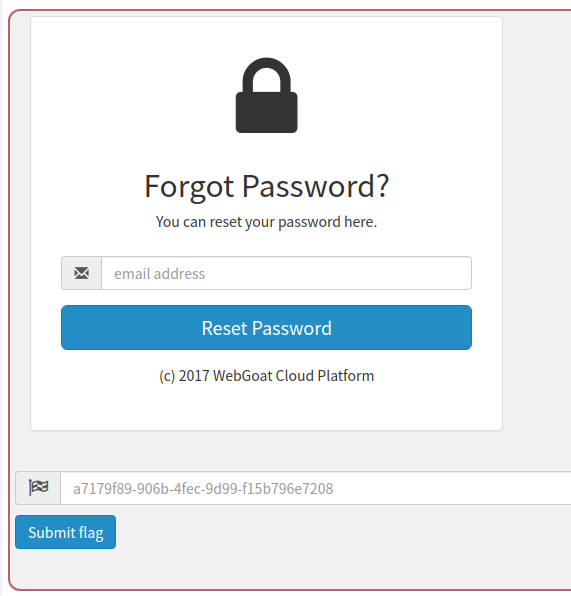 Forgot Password?
You can reset your password here.
email address
Reset Password
(c) 2017 WebGoat Cloud Platform
a7179f89-906b-4fec-9d99-f15b796e7208
Submit flag